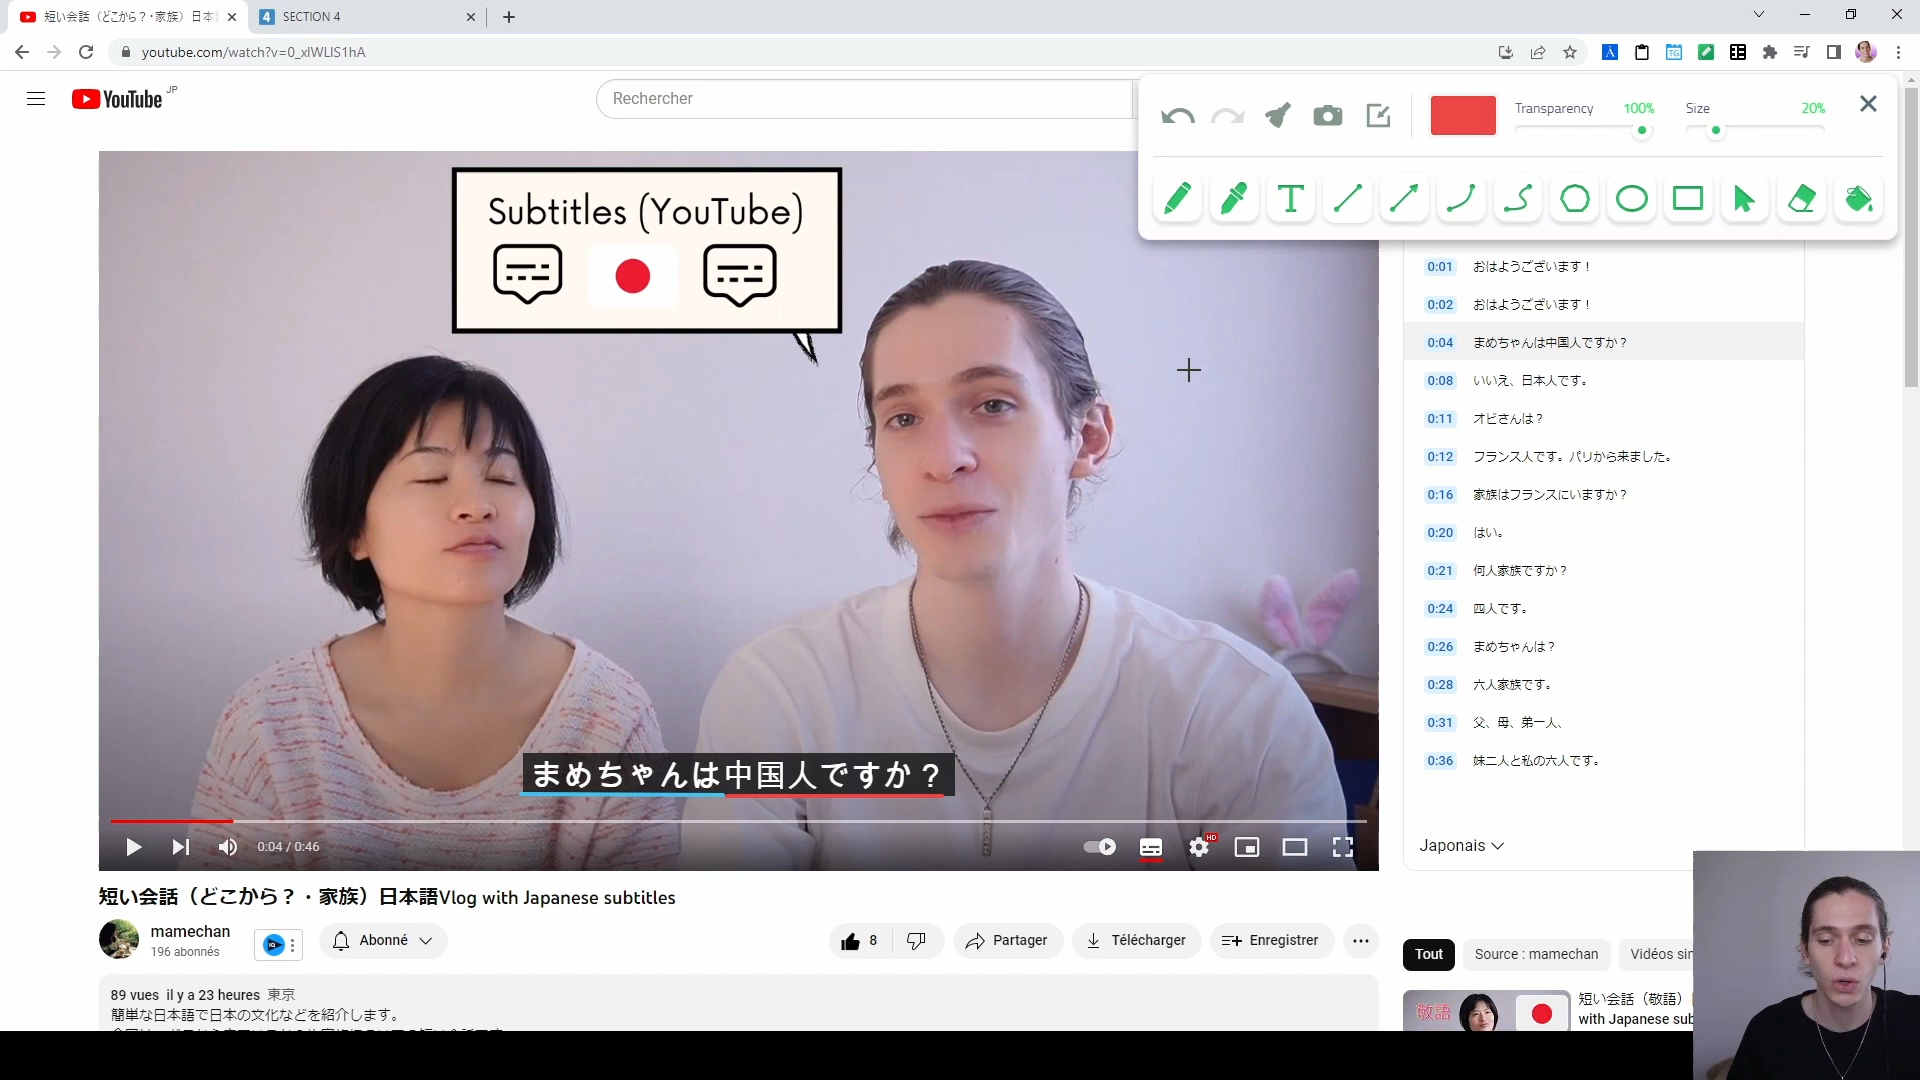 短い会話（どこから？・家族）日本
SECTION 4
youtube.com/watch?v=0_xlWLlS1hA
YouTube JP
Rechercher
Transparency 100%
Size 20%
Subtitles (YouTube)
まめちゃんは中国人ですか？
0:04 / 0:46
HD
0:01 おはようございます！
0:02 おはようございます！
0:04 まめちゃんは中国人ですか？
0:08 いいえ、日本人です。
0:11 オビさんは？
0:12 フランス人です。パリから来ました。
0:16 家族はフランスにいますか？
0:20 はい。
0:21 何人家族ですか？
0:24 四人です。
0:26 まめちゃんは？
0:28 六人家族です。
0:31 父、母、弟一人、
0:36 妹二人と私の六人です。
Japonais
短い会話（どこから？・家族）日本語Vlog with Japanese subtitles
mamechan
196 abonnés
Abonné
8
Partager
Télécharger
Enregistrer
89 vues il y a 23 heures 東京
簡単な日本語で日本の文化などを紹介します。
Tout
Source : mamechan
Vidéos sim
敬語
短い会話（敬語）
with Japanese sub